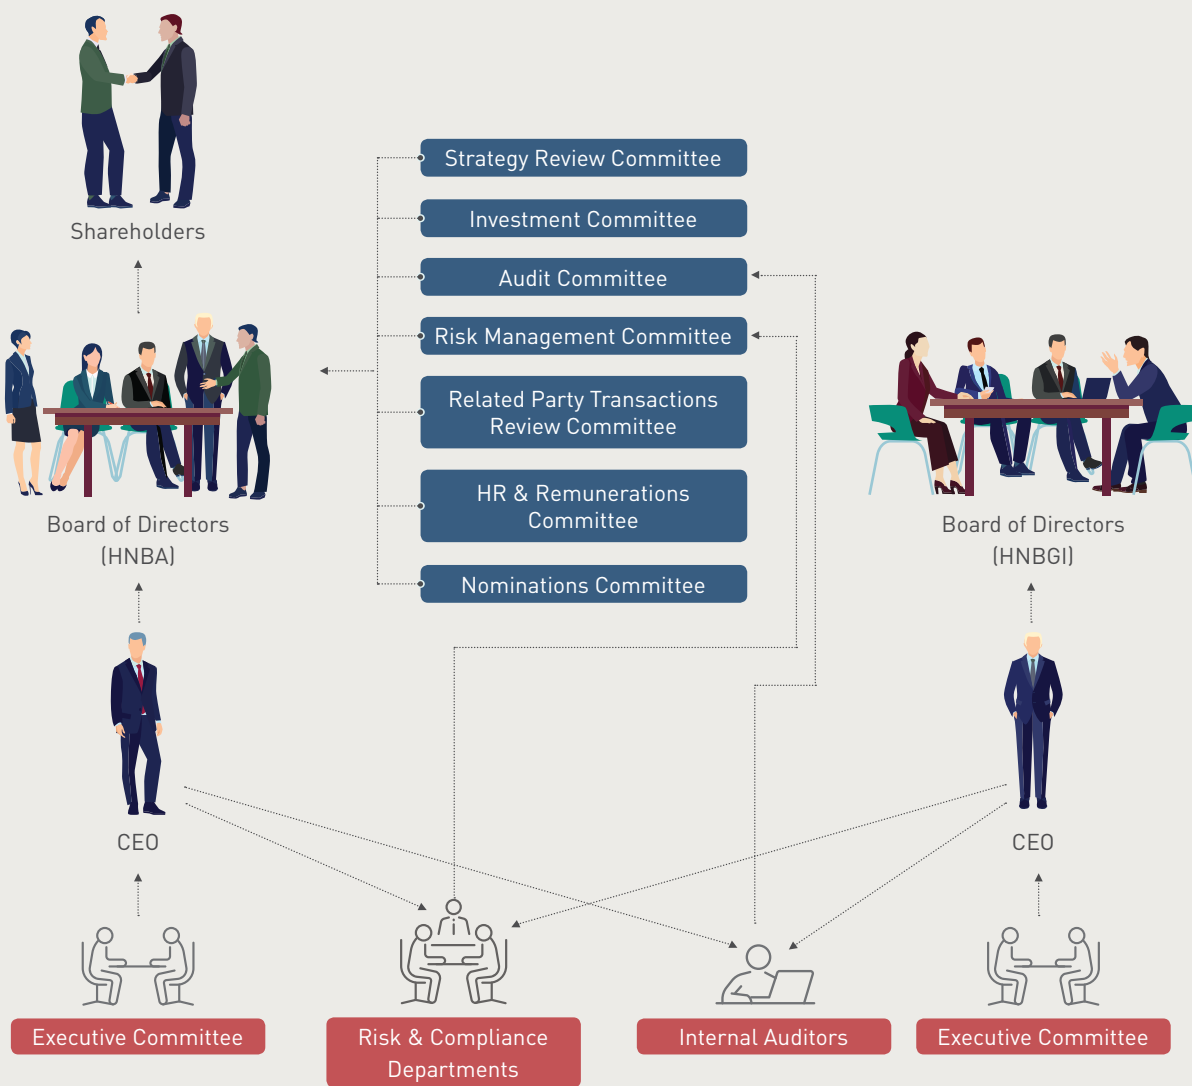 Shareholders
Strategy Review Committee
Investment Committee
Audit Committee
Risk Management Committee
Related Party Transactions
Review Committee
HR & Remunerations
Committee
Nominations Committee
Board of Directors
(HNBA)
Board of Directors
(HNBGI)
CEO
CEO
Executive Committee
Risk & Compliance
Departments
Internal Auditors
Executive Committee